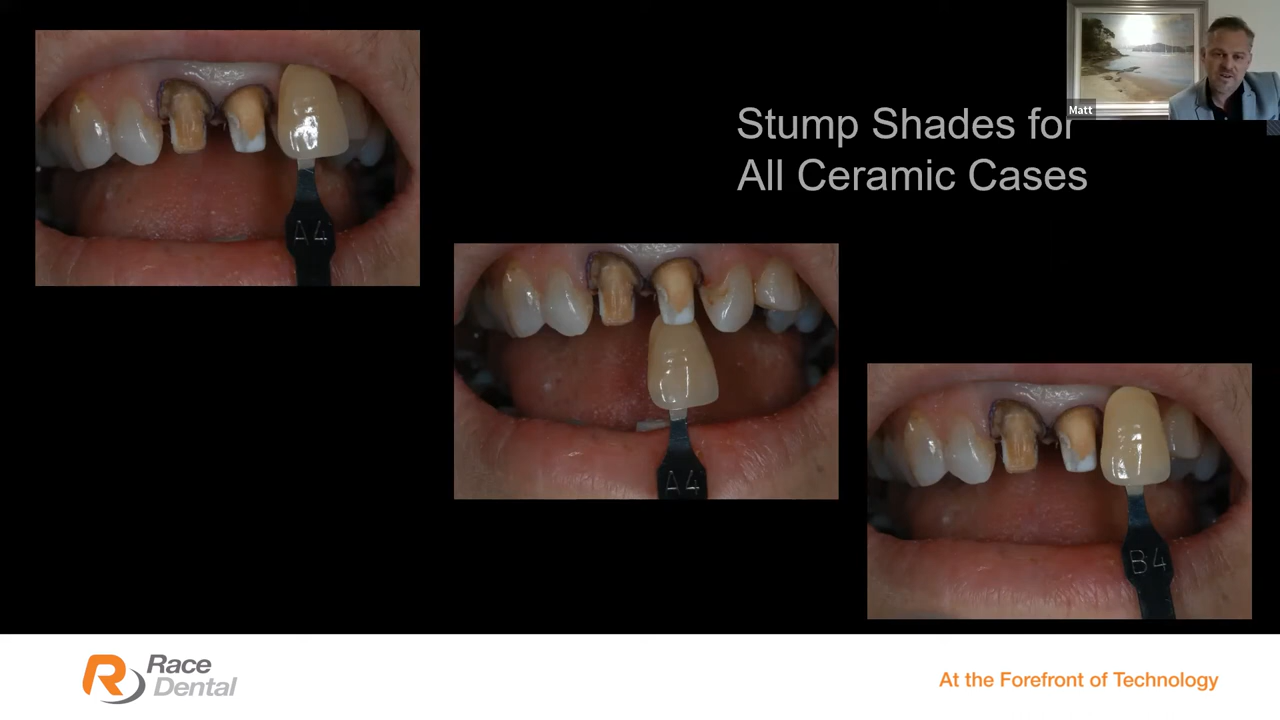 Matt
Stump Shades for
All Ceramic Cases
A4
A4
B4
Race
Dental
At the Forefront of Technology